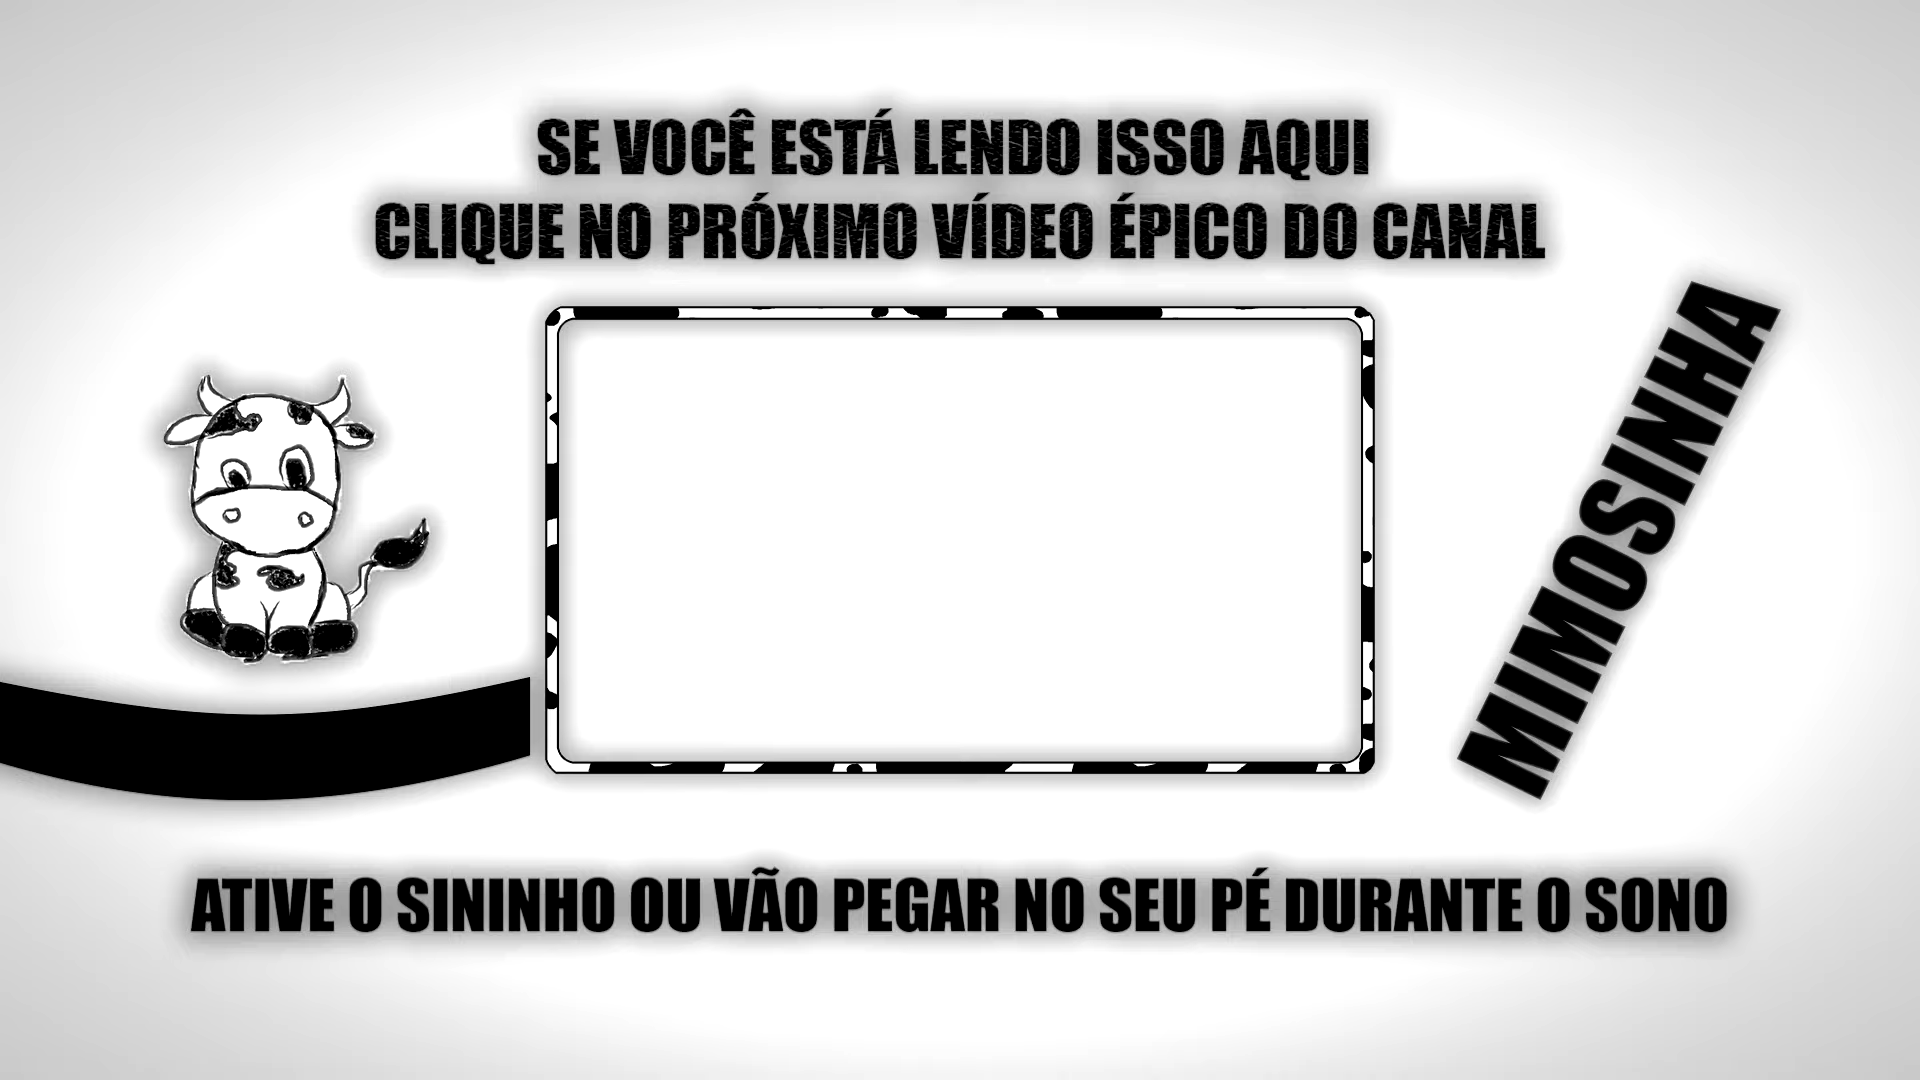 SE VOCÊ ESTÁ LENDO ISSO AQUI
CLIQUE NO PRÓXIMO VÍDEO ÉPICO DO CANAL
MIMOSINHA
ATIVE O SININHO OU VÃO PEGAR NO SEU PÉ DURANTE O SONO